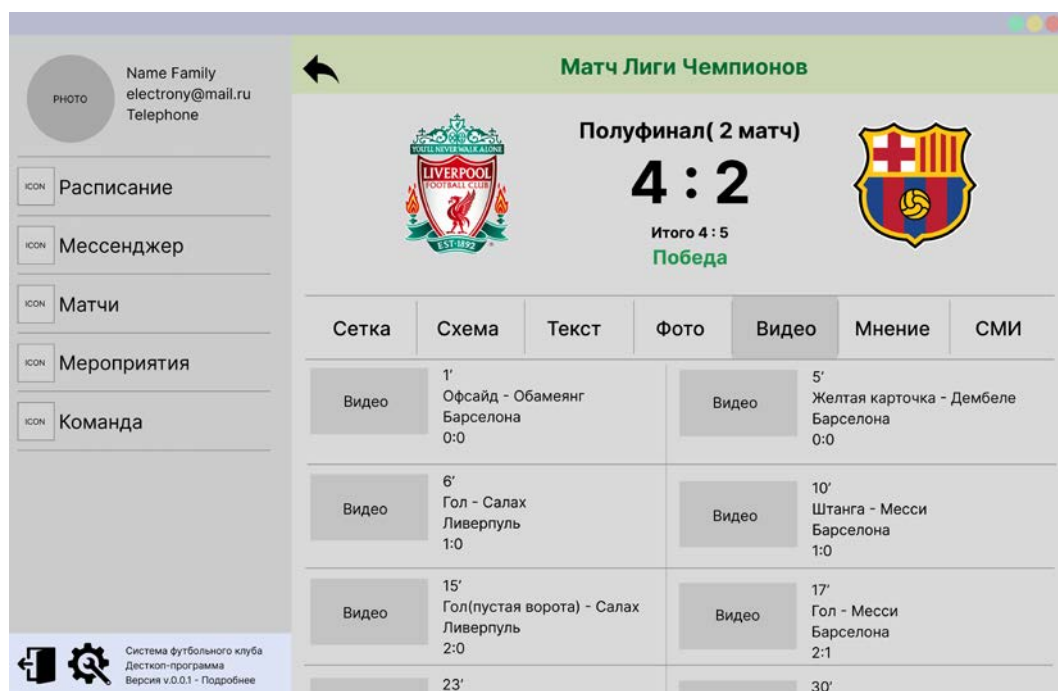 PHOTO
Name Family
electrony@mail.ru
Telephone
ICON Расписание
ICON Мессенджер
ICON Матчи
ICON Мероприятия
ICON Команда
Система футбольного клуба
Десткоп-программа
Версия v.0.0.1 - Подробнее
Матч Лиги Чемпионов
YOU'LL NEVER WALK ALONE
LIVERPOOL
FOOTBALL CLUB
EST·1892
Полуфинал( 2 матч)
4 : 2
Итого 4 : 5
Победа
Сетка
Схема
Текст
Фото
Видео
Мнение
СМИ
Видео
1’
Офсайд - Обамеянг
Барселона
0:0
Видео
5’
Желтая карточка - Дембеле
Барселона
0:0
Видео
6’
Гол - Салах
Ливерпуль
1:0
Видео
10’
Штанга - Месси
Барселона
1:0
Видео
15’
Гол(пустая ворота) - Салах
Ливерпуль
2:0
Видео
17’
Гол - Месси
Барселона
2:1
23’
30’